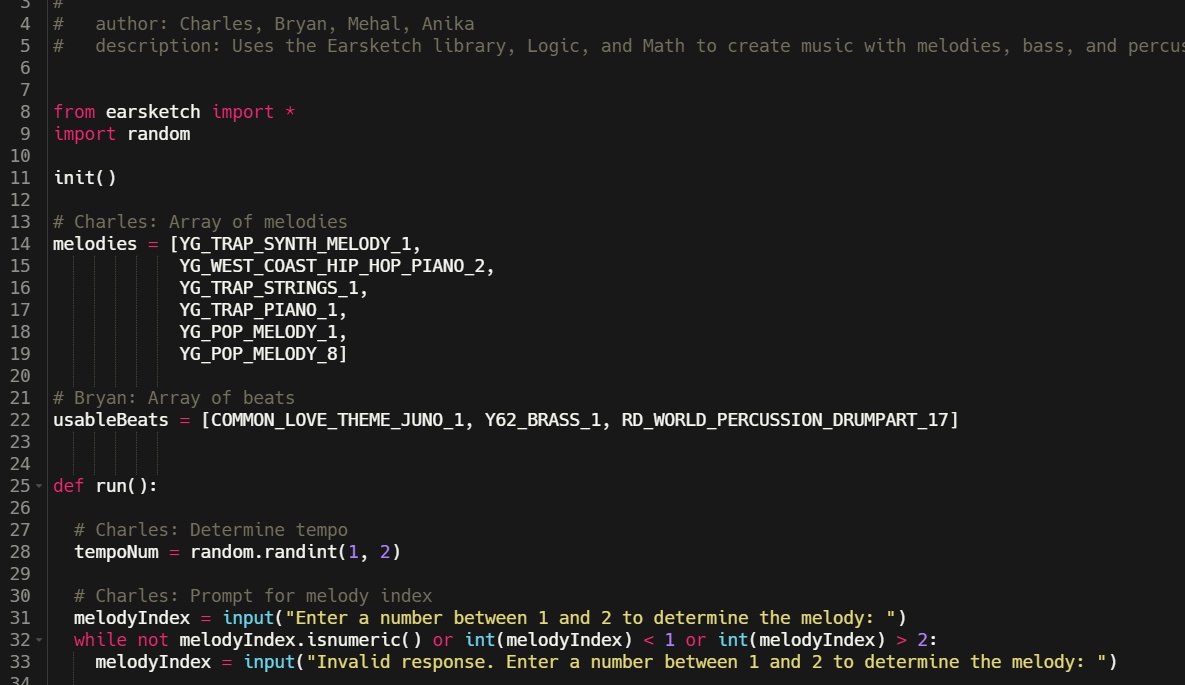 3 #
4 #   author: Charles, Bryan, Mehal, Anika
5 #   description: Uses the Earsketch library, Logic, and Math to create music with melodies, bass, and
6
7
8 from earsketch import *
9 import random
10
11 init()
12
13 # Charles: Array of melodies
14 melodies = [YG_TRAP_SYNTH_MELODY_1,
15             YG_WEST_COAST_HIP_HOP_PIANO_2,
16             YG_TRAP_STRINGS_1,
17             YG_TRAP_PIANO_1,
18             YG_POP_MELODY_1,
19             YG_POP_MELODY_8]
20
21 # Bryan: Array of beats
22 usableBeats = [COMMON_LOVE_THEME_JUNO_1, Y62_BRASS_1, RD_WORLD_PERCUSSION_DRUMPART_17]
23
24
25 def run():
26
27   # Charles: Determine tempo
28   tempoNum = random.randint(1, 2)
29
30   # Charles: Prompt for melody index
31   melodyIndex = input("Enter a number between 1 and 2 to determine the melody: ")
32   while not melodyIndex.isnumeric() or int(melodyIndex) < 1 or int(melodyIndex) > 2:
33     melodyIndex = input("Invalid response. Enter a number between 1 and 2 to determine the melody: ")
34